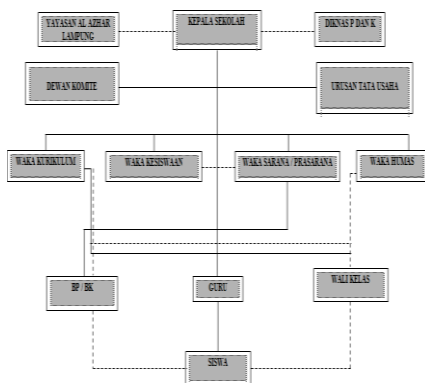 YAYASAN AL AZHAR
LAMPUNG
KEPALA SEKOLAH
DIKNAS P DAN K
DEWAN KOMITE
URUSAN TATA USAHA
WAKA KURIKULUM
WAKA KESISWAAN
WAKA SARANA / PRASARANA
WAKA HUMAS
BP / BK
GURU
WALI KELAS
SISWA